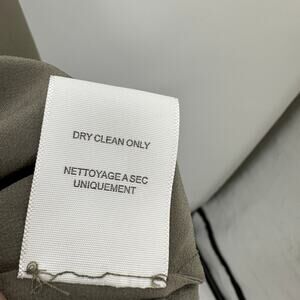 DRY CLEAN ONLY
NETTOYAGE A SEC
UNIQUEMENT